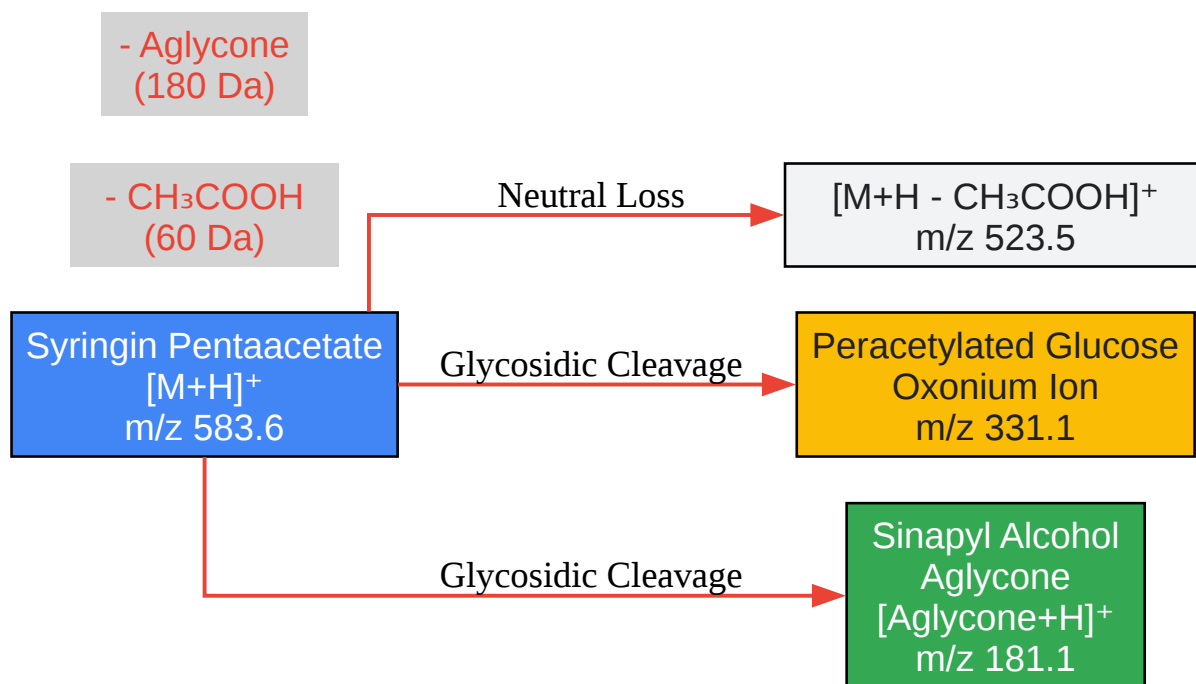 - Aglycone
(180 Da)
- CH₃COOH
(60 Da)
Neutral Loss
[M+H - CH₃COOH]⁺
m/z 523.5
Syringin Pentaacetate
[M+H]⁺
m/z 583.6
Glycosidic Cleavage
Peracetylated Glucose
Oxonium Ion
m/z 331.1
Glycosidic Cleavage
Sinapyl Alcohol
Aglycone
[Aglycone+H]⁺
m/z 181.1